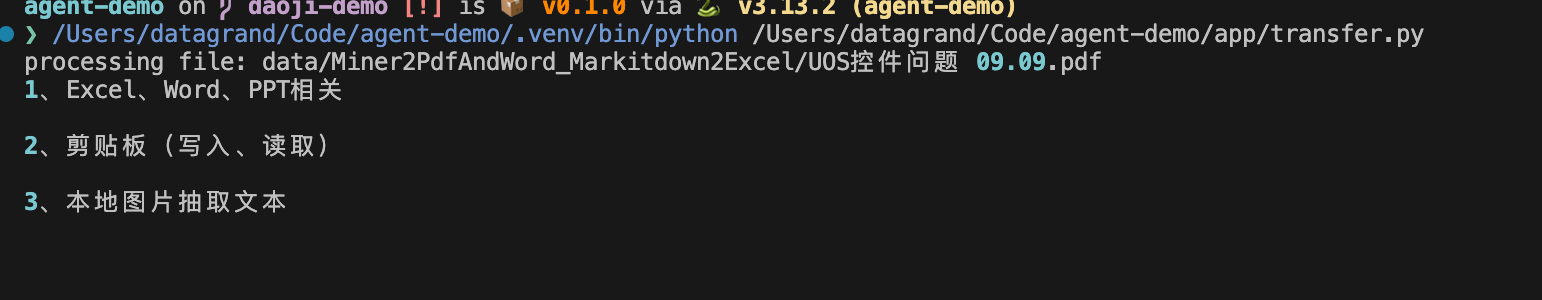 agent-demo on daoji-demo [!] is 📦 v0.1.0 via 🐍 v3.13.2 (agent-demo)
❯ /Users/datagrand/Code/agent-demo/.venv/bin/python /Users/datagrand/Code/agent-demo/app/transfer.py
processing file: data/Miner2PdfAndWord_Markitdown2Excel/UOS控件问题 09.09.pdf
1、Excel、Word、PPT相关
2、剪贴板（写入、读取）
3、本地图片抽取文本